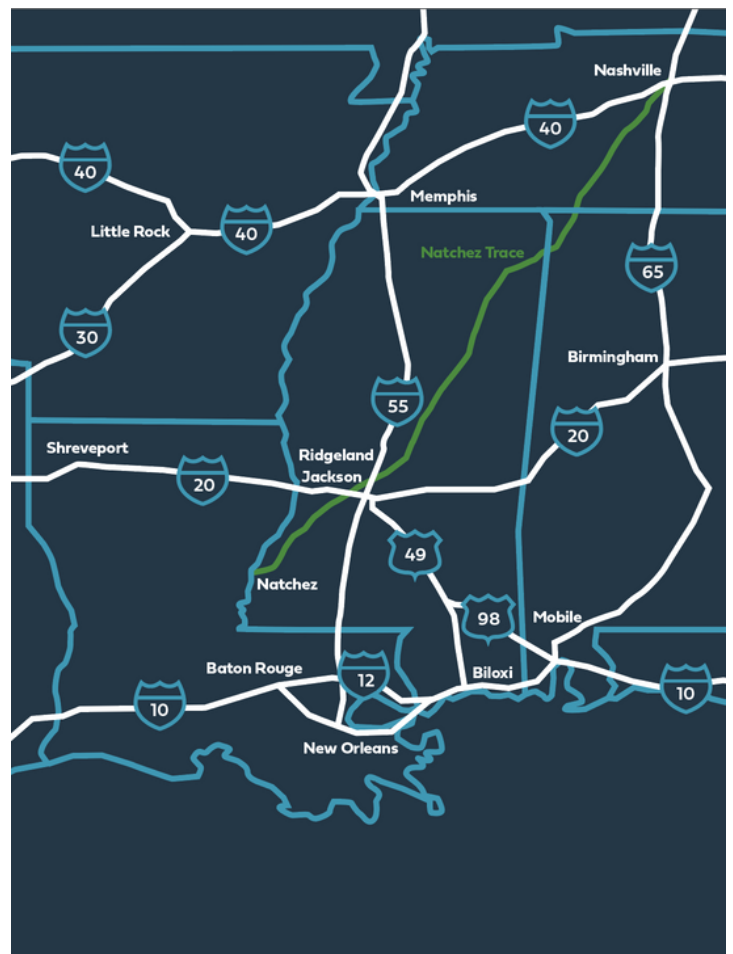 Nashville
40
40
Memphis
Little Rock
40
Natchez Trace
65
30
Birmingham
55
20
Shreveport
Ridgeland
Jackson
20
49
Natchez
98
Mobile
Baton Rouge
12
Biloxi
10
10
New Orleans